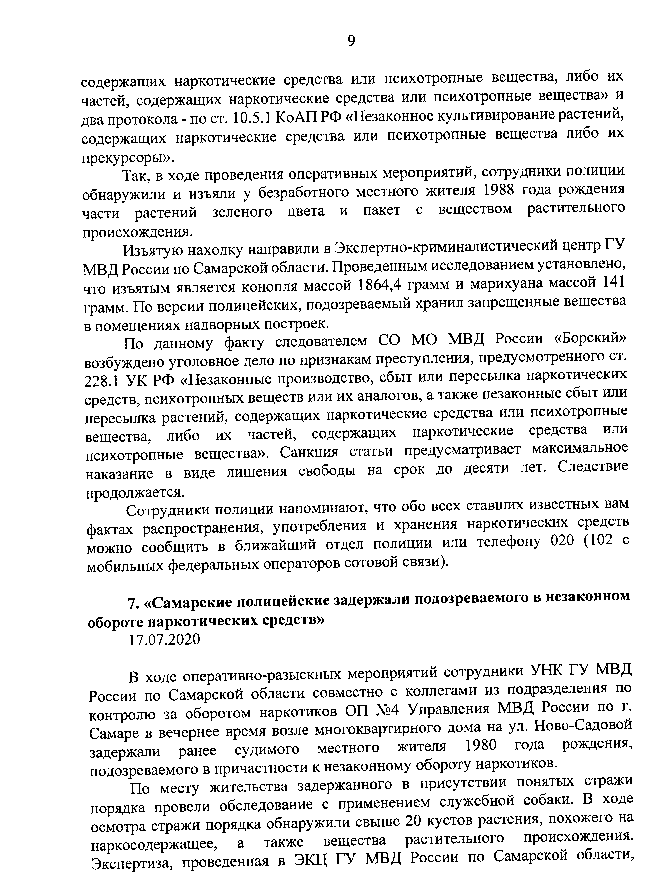 9
содержащих наркотические средства или психотропные вещества, либо их
частей, содержащих наркотические средства или психотропные вещества» и
два протокола - по ст. 10.5.1 КоАП РФ «Незаконное культивирование растений,
содержащих наркотические средства или психотропные вещества либо их
прекурсоры».
Так, в ходе проведения оперативных мероприятий, сотрудники полиции
обнаружили и изъяли у безработного местного жителя 1988 года рождения
части растений зеленого цвета и пакет с веществом растительного
происхождения.
Изъятую находку направили в Экспертно-криминалистический центр ГУ
МВД России по Самарской области. Проведенным исследованием установлено,
что изъятым является конопля массой 1864,4 грамм и марихуана массой 141
грамм. По версии полицейских, подозреваемый хранил запрещенные вещества
в помещениях надворных построек.
По данному факту следователем СО МО МВД России «Борский»
возбуждено уголовное дело по признакам преступления, предусмотренного ст.
228.1 УК РФ «Незаконные производство, сбыт или пересылка наркотических
средств, психотропных веществ или их аналогов, а также незаконные сбыт или
пересылка растений, содержащих наркотические средства или психотропные
вещества, либо их частей, содержащих наркотические средства или
психотропные вещества». Санкция статьи предусматривает максимальное
наказание в виде лишения свободы на срок до десяти лет. Следствие
продолжается.
Сотрудники полиции напоминают, что обо всех ставших известных вам
фактах распространения, употребления и хранения наркотических средств
можно сообщить в ближайший отдел полиции или телефону 020 (102 с
мобильных федеральных операторов сотовой связи).
7. «Самарские полицейские задержали подозреваемого в незаконном
обороте наркотических средств»
17.07.2020
В ходе оперативно-разыскных мероприятий сотрудники УНК ГУ МВД
России по Самарской области совместно с коллегами из подразделения по
контролю за оборотом наркотиков ОП №4 Управления МВД России по г.
Самаре в вечернее время возле многоквартирного дома на ул. Ново-Садовой
задержали ранее судимого местного жителя 1980 года рождения,
подозреваемого в причастности к незаконному обороту наркотиков.
По месту жительства задержанного в присутствии понятых стражи
порядка провели обследование с применением служебной собаки. В ходе
осмотра стражи порядка обнаружили свыше 20 кустов растения, похожего на
наркосодержащее, а также вещества растительного происхождения.
Экспертиза, проведенная в ЭКЦ ГУ МВД России по Самарской области,